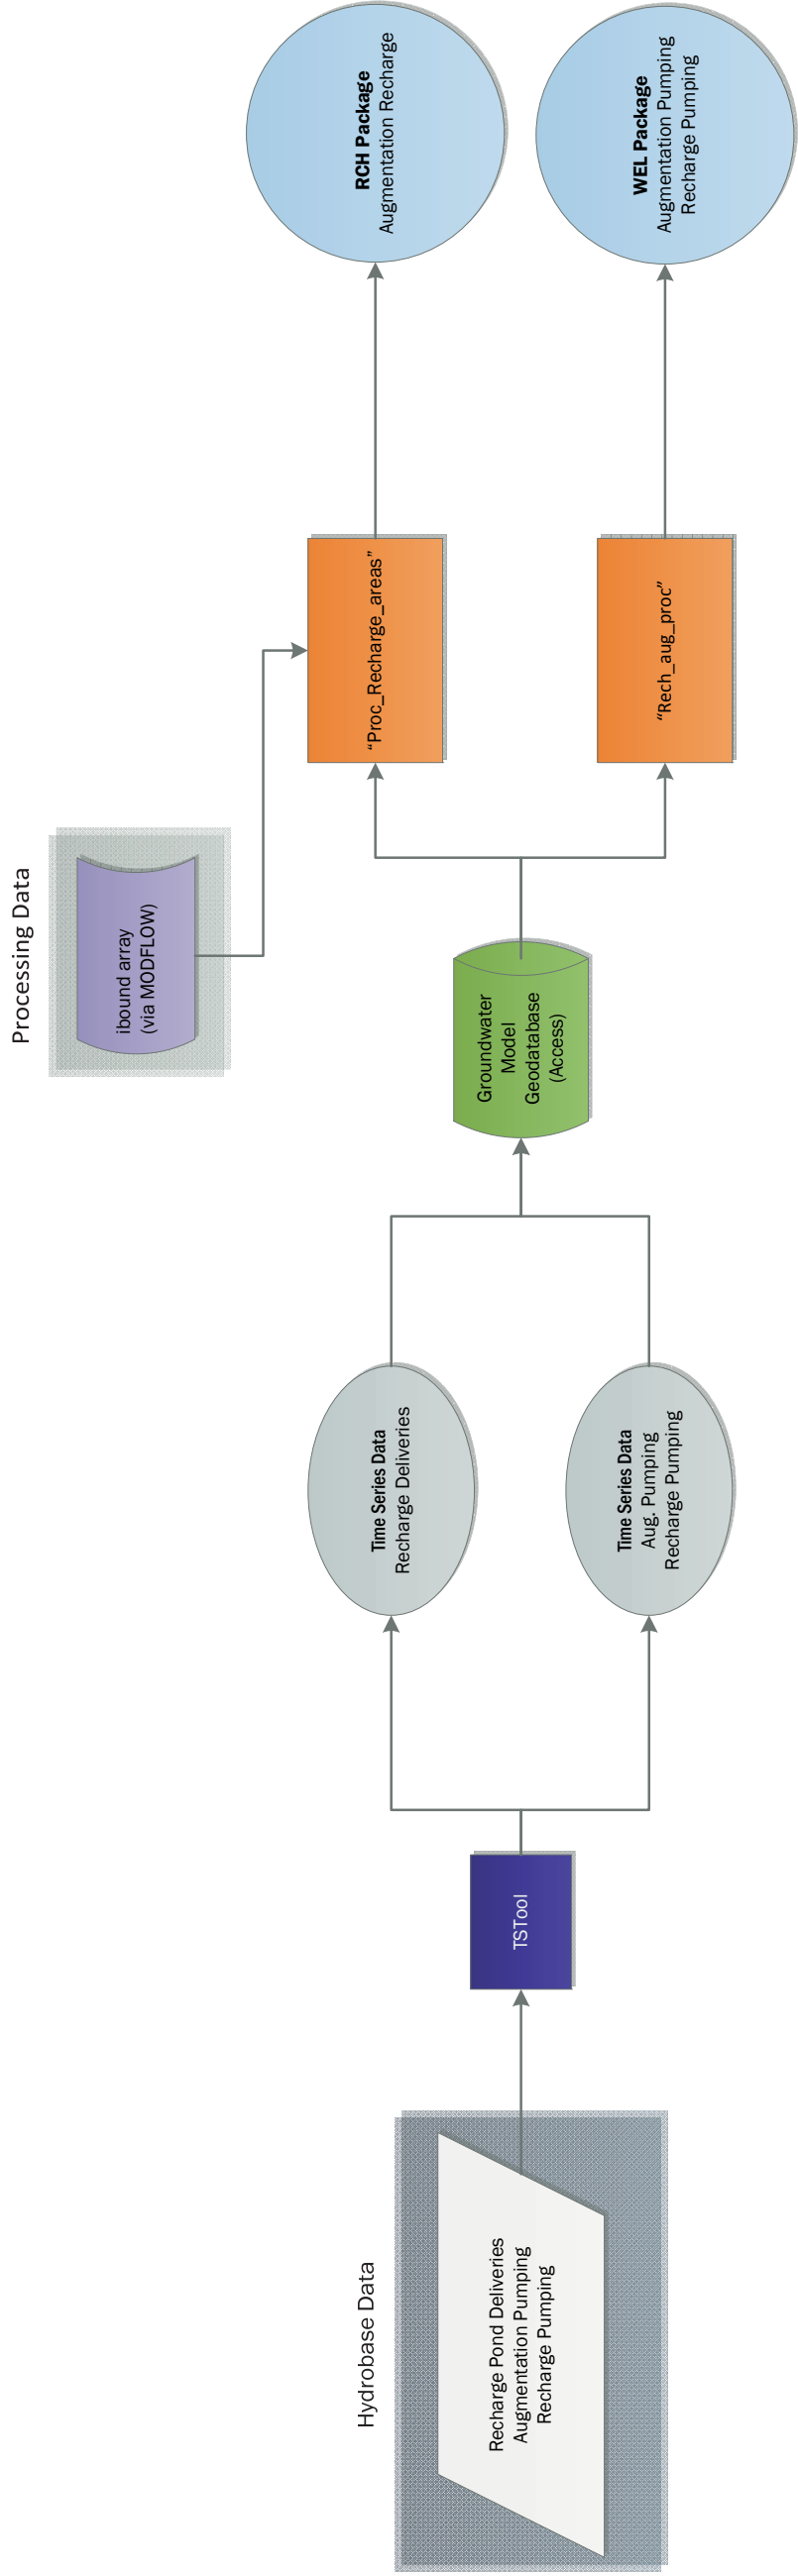 Hydrobase Data
Recharge Pond Deliveries
Augmentation Pumping
Recharge Pumping
TSTool
Time Series Data
Recharge Deliveries
Time Series Data
Aug. Pumping
Recharge Pumping
Groundwater
Model
Geodatabase
(Access)
Processing Data
ibound array
(via MODFLOW)
“Proc_Recharge_areas”
“Rech_aug_proc”
RCH Package
Augmentation Recharge
WEL Package
Augmentation Pumping
Recharge Pumping